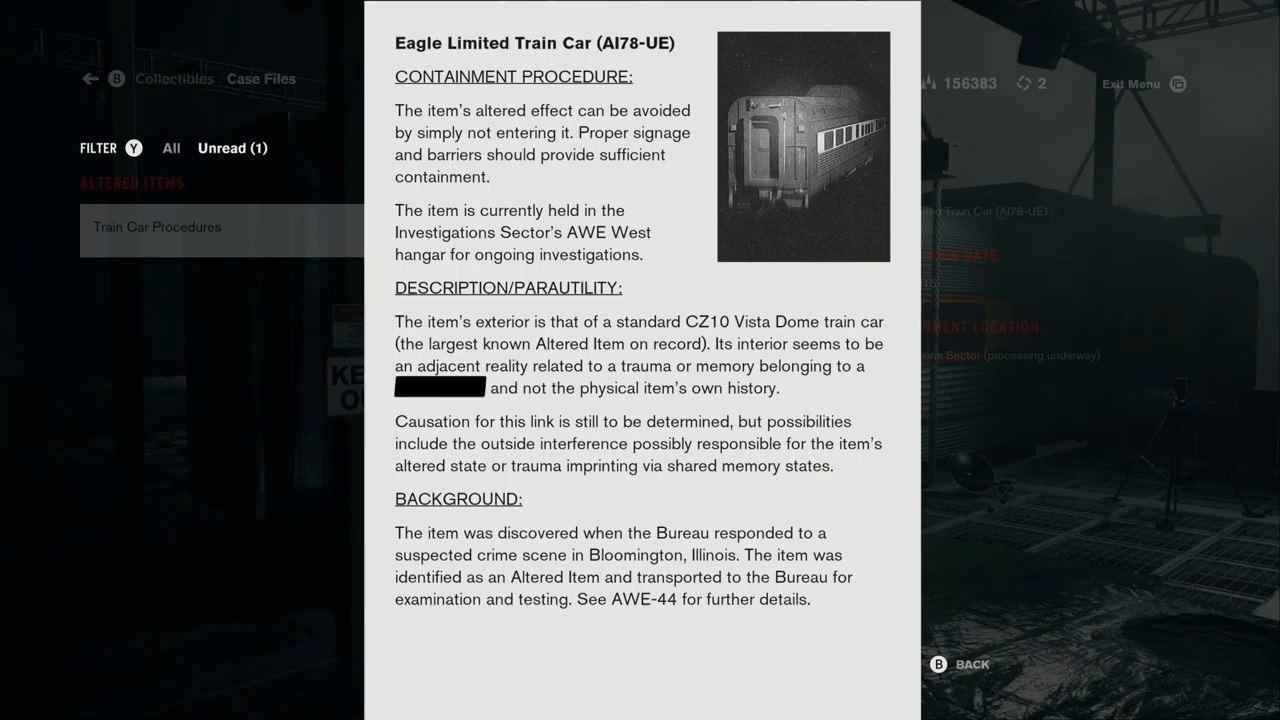 Eagle Limited Train Car (AI78-UE)
CONTAINMENT PROCEDURE:
The item's altered effect can be avoided
by simply not entering it. Proper signage
and barriers should provide sufficient
containment.
The item is currently held in the
Investigations Sector's AWE West
hangar for ongoing investigations.
DESCRIPTION/PARAUTILITY:
The item's exterior is that of a standard CZ10 Vista Dome train car
(the largest known Altered Item on record). Its interior seems to be
an adjacent reality related to a trauma or memory belonging to a
and not the physical item's own history.
Causation for this link is still to be determined, but possibilities
include the outside interference possibly responsible for the item's
altered state or trauma imprinting via shared memory states.
BACKGROUND:
The item was discovered when the Bureau responded to a
suspected crime scene in Bloomington, Illinois. The item was
identified as an Altered Item and transported to the Bureau for
examination and testing. See AWE-44 for further details.
B Collectibles Case Files
FILTER Y All Unread (1)
ALTERED ITEMS
Train Car Procedures
156383 2 Exit Menu
Train Car (AI78-UE)
DATE
LOCATION
Sector (processing underway)
B BACK